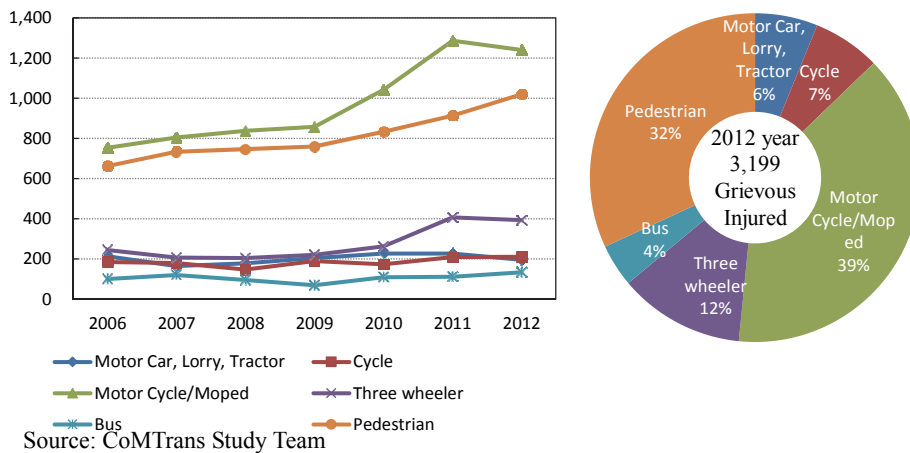 1,400
1,200
1,000
800
600
400
200
0
2006 2007 2008 2009 2010 2011 2012
Motor Car, Lorry, Tractor
Cycle
Motor Cycle/Moped
Three wheeler
Bus
Pedestrian
Source: CoMTrans Study Team
Motor Car,
Lorry,
Tractor
6%
Cycle
7%
Motor
Cycle/Mop
ed
39%
Three
wheeler
12%
Bus
4%
Pedestrian
32%
2012 year
3,199
Grievous
Injured